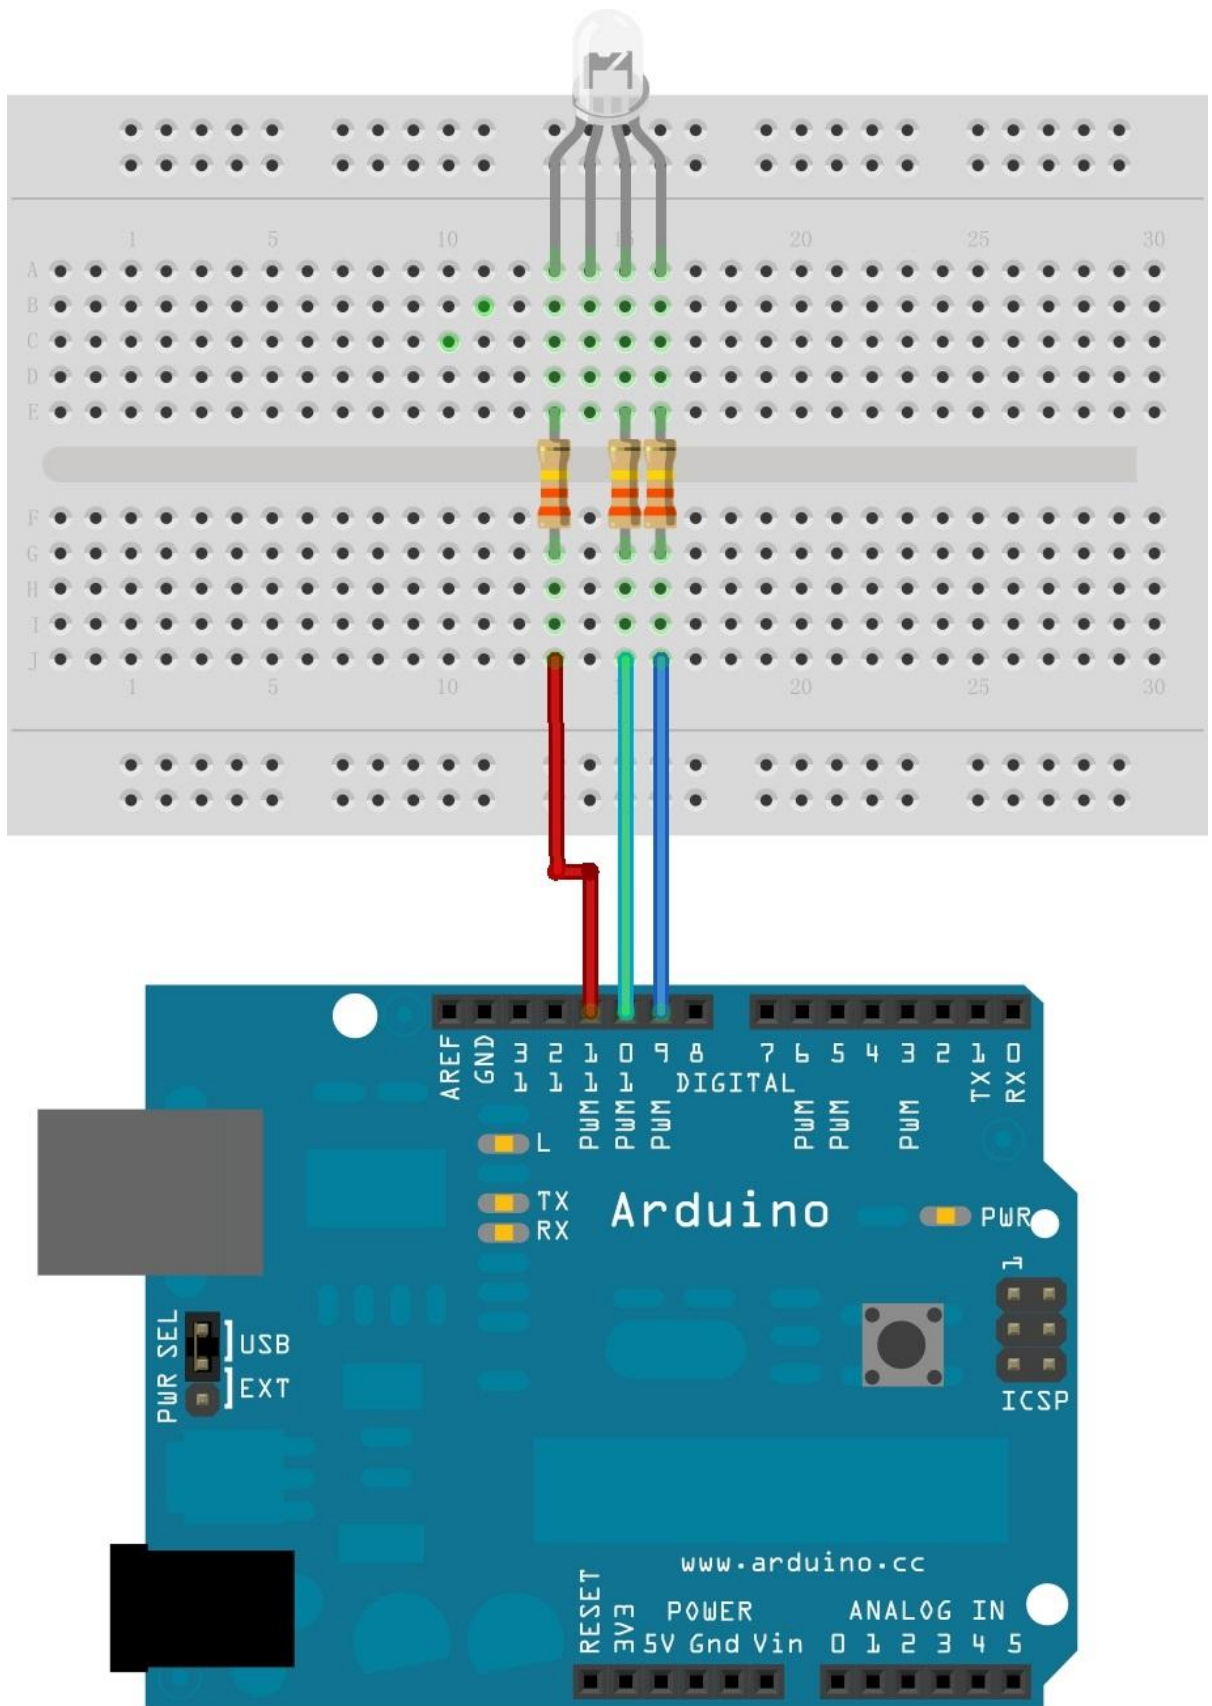 1 5 10 15 20 25 30
A
B
C
D
E
F
G
H
I
J
1 5 10 20 25 30
AREF GND 13 12 11 10 9 8 7 6 5 4 3 2 TX 1 RX 0
DIGITAL
PWM PWM PWM PWM PWM PWM
L
TX
RX
Arduino
PWR
1
PWR SEL
USB
EXT
ICSP
www.arduino.cc
POWER ANALOG IN
RESET 3V3 5V Gnd Vin 0 1 2 3 4 5